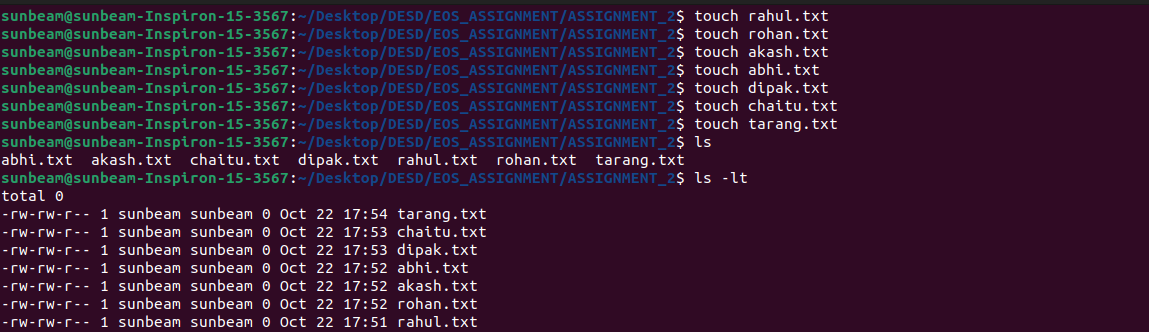 sunbeam@sunbeam-Inspiron-15-3567:~/Desktop/DESD/EOS_ASSIGNMENT/ASSIGNMENT_2$ touch rahul.txt
sunbeam@sunbeam-Inspiron-15-3567:~/Desktop/DESD/EOS_ASSIGNMENT/ASSIGNMENT_2$ touch rohan.txt
sunbeam@sunbeam-Inspiron-15-3567:~/Desktop/DESD/EOS_ASSIGNMENT/ASSIGNMENT_2$ touch akash.txt
sunbeam@sunbeam-Inspiron-15-3567:~/Desktop/DESD/EOS_ASSIGNMENT/ASSIGNMENT_2$ touch abhi.txt
sunbeam@sunbeam-Inspiron-15-3567:~/Desktop/DESD/EOS_ASSIGNMENT/ASSIGNMENT_2$ touch dipak.txt
sunbeam@sunbeam-Inspiron-15-3567:~/Desktop/DESD/EOS_ASSIGNMENT/ASSIGNMENT_2$ touch chaitu.txt
sunbeam@sunbeam-Inspiron-15-3567:~/Desktop/DESD/EOS_ASSIGNMENT/ASSIGNMENT_2$ touch tarang.txt
sunbeam@sunbeam-Inspiron-15-3567:~/Desktop/DESD/EOS_ASSIGNMENT/ASSIGNMENT_2$ ls
abhi.txt  akash.txt  chaitu.txt  dipak.txt  rahul.txt  rohan.txt  tarang.txt
sunbeam@sunbeam-Inspiron-15-3567:~/Desktop/DESD/EOS_ASSIGNMENT/ASSIGNMENT_2$ ls -lt
total 0
-rw-rw-r-- 1 sunbeam sunbeam 0 Oct 22 17:54 tarang.txt
-rw-rw-r-- 1 sunbeam sunbeam 0 Oct 22 17:53 chaitu.txt
-rw-rw-r-- 1 sunbeam sunbeam 0 Oct 22 17:53 dipak.txt
-rw-rw-r-- 1 sunbeam sunbeam 0 Oct 22 17:52 abhi.txt
-rw-rw-r-- 1 sunbeam sunbeam 0 Oct 22 17:52 akash.txt
-rw-rw-r-- 1 sunbeam sunbeam 0 Oct 22 17:52 rohan.txt
-rw-rw-r-- 1 sunbeam sunbeam 0 Oct 22 17:51 rahul.txt